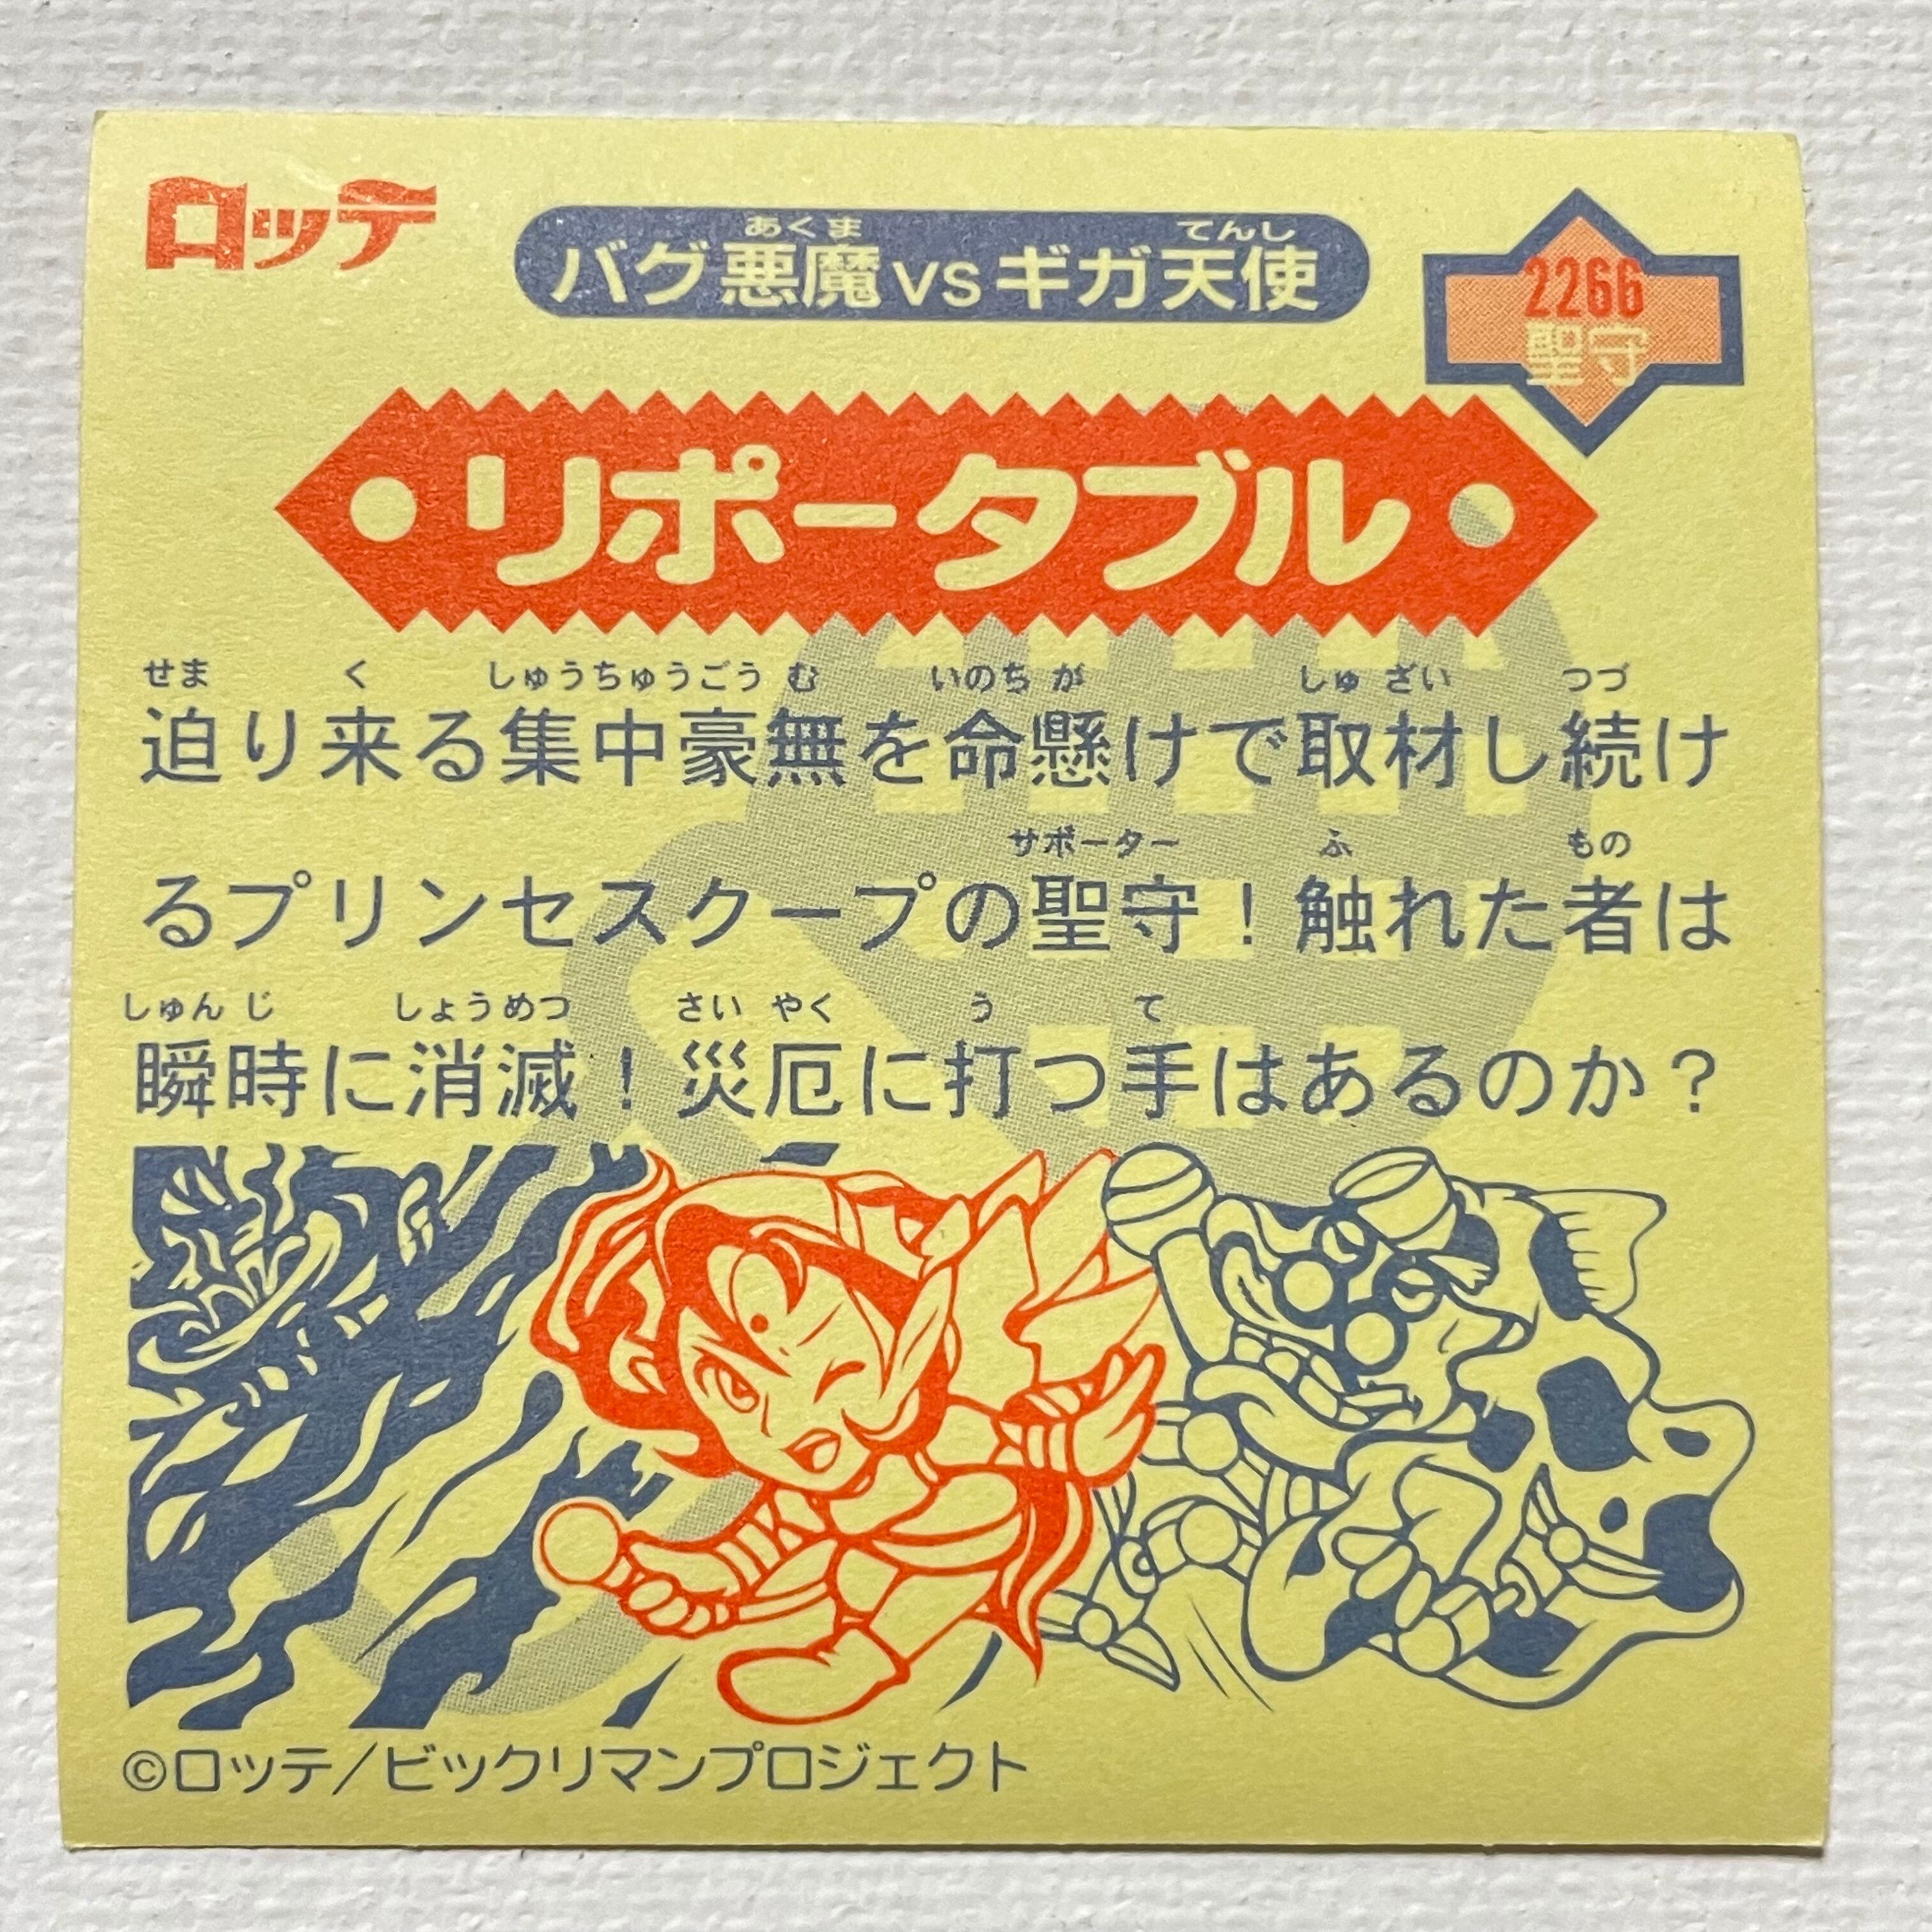 ロッテ
あくま てんし
バグ悪魔vsギガ天使
2266
聖守
・リポータブル・
せま く しゅうちゅうごう む いのち が しゅ ざい つづ
迫り来る集中豪無を命懸けで取材し続け
サポーター ふ もの
るプリンセスクープの聖守！触れた者は
しゅん じ しょうめつ さい やく う て
瞬時に消滅！災厄に打つ手はあるのか？
©ロッテ/ビックリマンプロジェクト